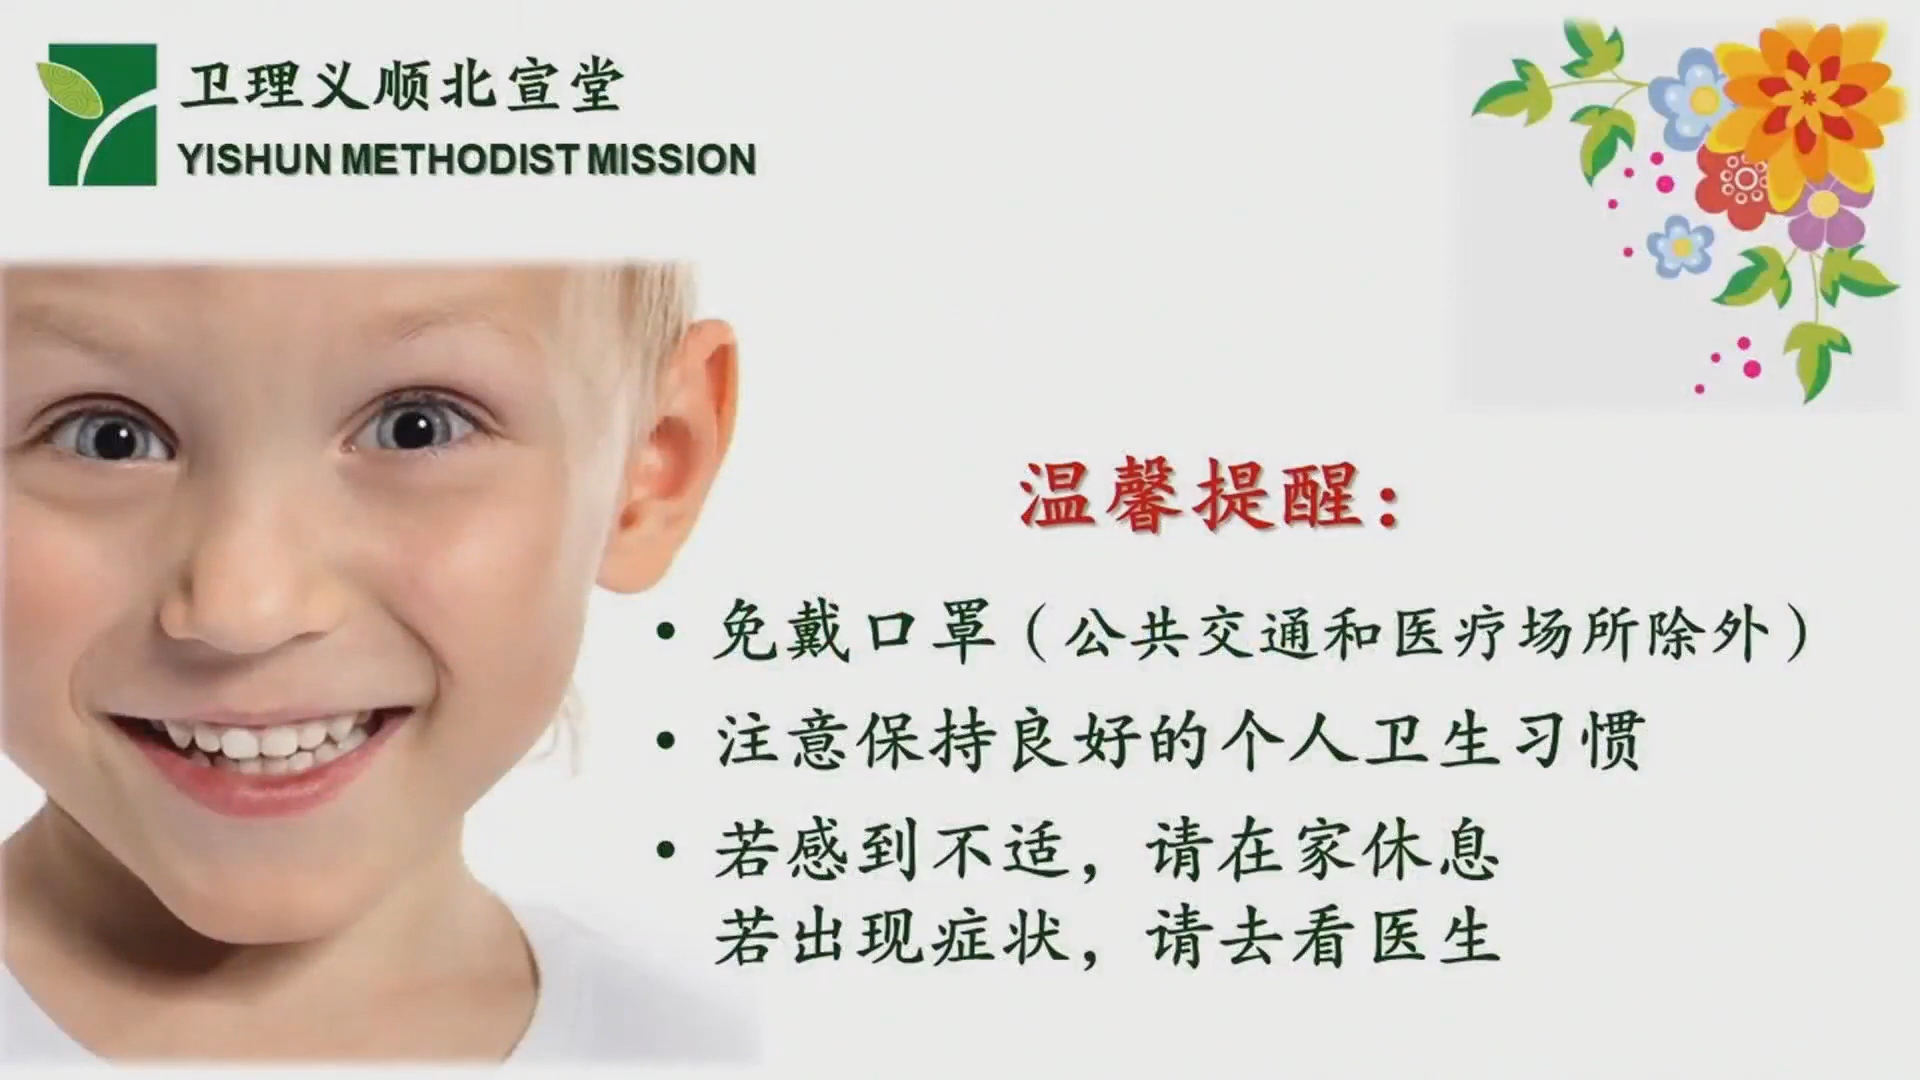 卫理义顺北宣堂
YISHUN METHODIST MISSION
温馨提醒：
• 免戴口罩（公共交通和医疗场所除外）
• 注意保持良好的个人卫生习惯
• 若感到不适，请在家休息
若出现症状，请去看医生